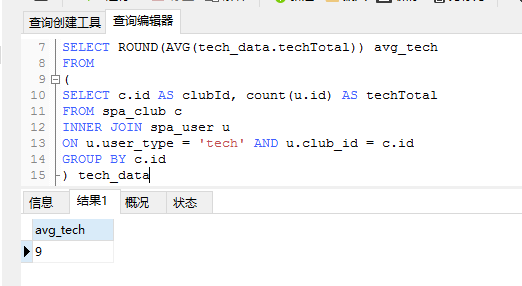 查询创建工具 查询编辑器
7 SELECT ROUND(AVG(tech_data.techTotal)) avg_tech
8 FROM
9 (
10 SELECT c.id AS clubId, count(u.id) AS techTotal
11 FROM spa_club c
12 INNER JOIN spa_user u
13 ON u.user_type = 'tech' AND u.club_id = c.id
14 GROUP BY c.id
15 ) tech_data
信息 结果1 概况 状态
avg_tech
9